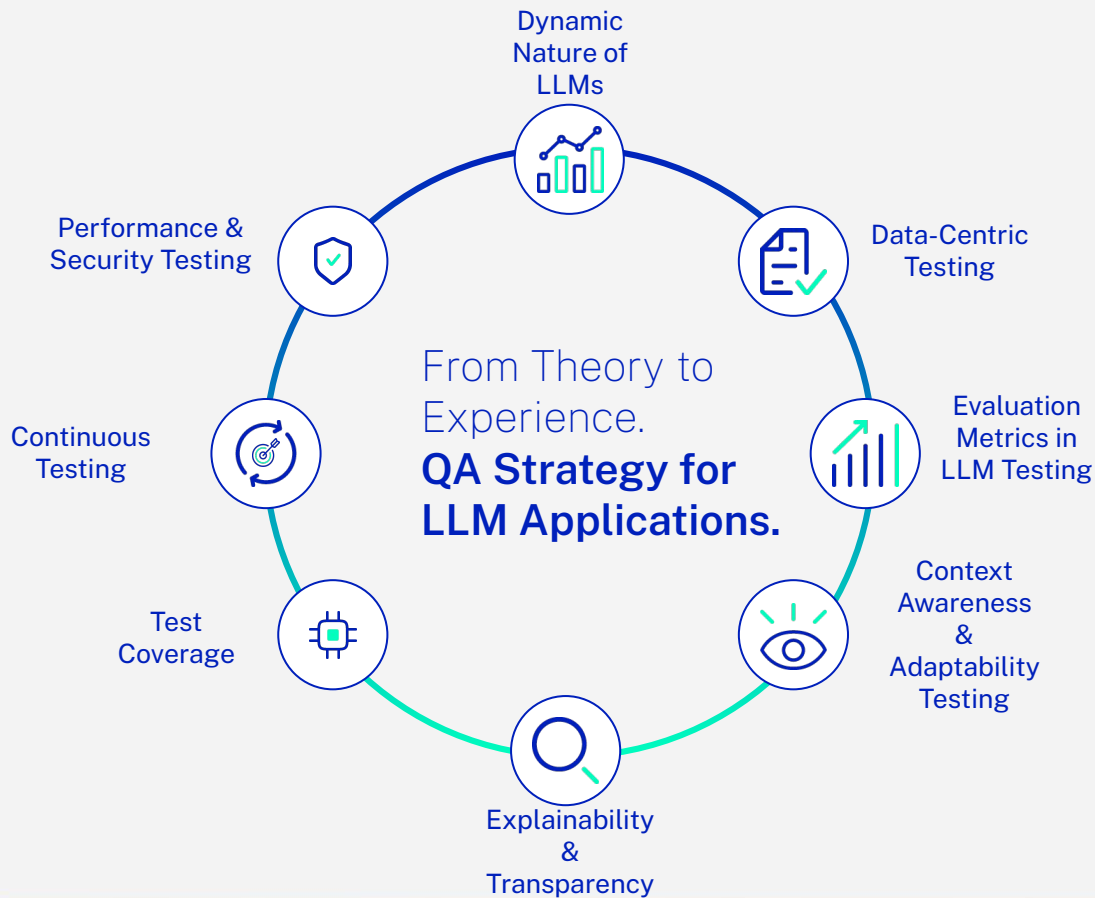 Dynamic
Nature of
LLMs
Performance &
Security Testing
Data-Centric
Testing
From Theory to
Experience.
QA Strategy for
LLM Applications.
Evaluation
Metrics in
LLM Testing
Continuous
Testing
Context
Awareness
&
Adaptability
Testing
Test
Coverage
Explainability
&
Transparency